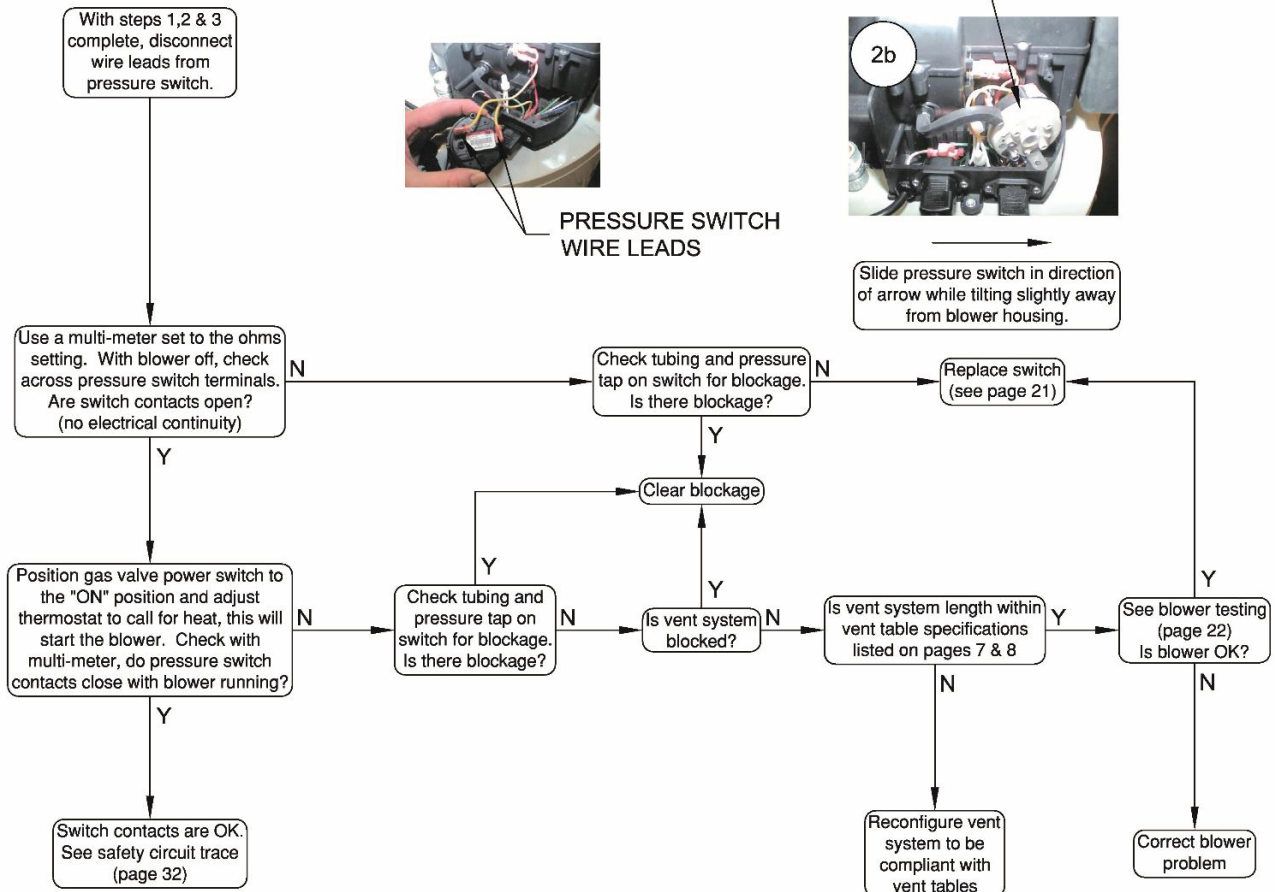 With steps 1,2 & 3
complete, disconnect
wire leads from
pressure switch.
PRESSURE SWITCH
WIRE LEADS
2b
Slide pressure switch in direction
of arrow while tilting slightly away
from blower housing.
Use a multi-meter set to the ohms
setting. With blower off, check
across pressure switch terminals.
Are switch contacts open?
(no electrical continuity)
N
Y
Check tubing and pressure
tap on switch for blockage.
Is there blockage?
N
Y
Replace switch
(see page 21)
Clear blockage
Position gas valve power switch to
the "ON" position and adjust
thermostat to call for heat, this will
start the blower. Check with
multi-meter, do pressure switch
contacts close with blower running?
N
Y
Y
Check tubing and
pressure tap on
switch for blockage.
Is there blockage?
N
Y
Is vent system
blocked?
N
Is vent system length within
vent table specifications
listed on pages 7 & 8
Y
N
Y
See blower testing
(page 22)
Is blower OK?
N
Switch contacts are OK.
See safety circuit trace
(page 32)
Reconfigure vent
system to be
compliant with
vent tables
Correct blower
problem